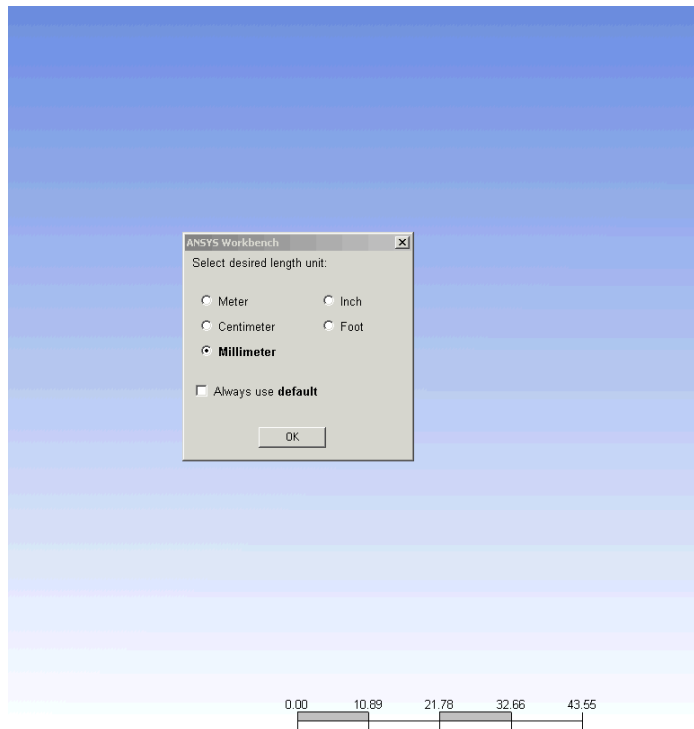 ANSYS Workbench
Select desired length unit:
Meter
Inch
Centimeter
Foot
Millimeter
Always use default
OK
0.00 10.89 21.78 32.66 43.55